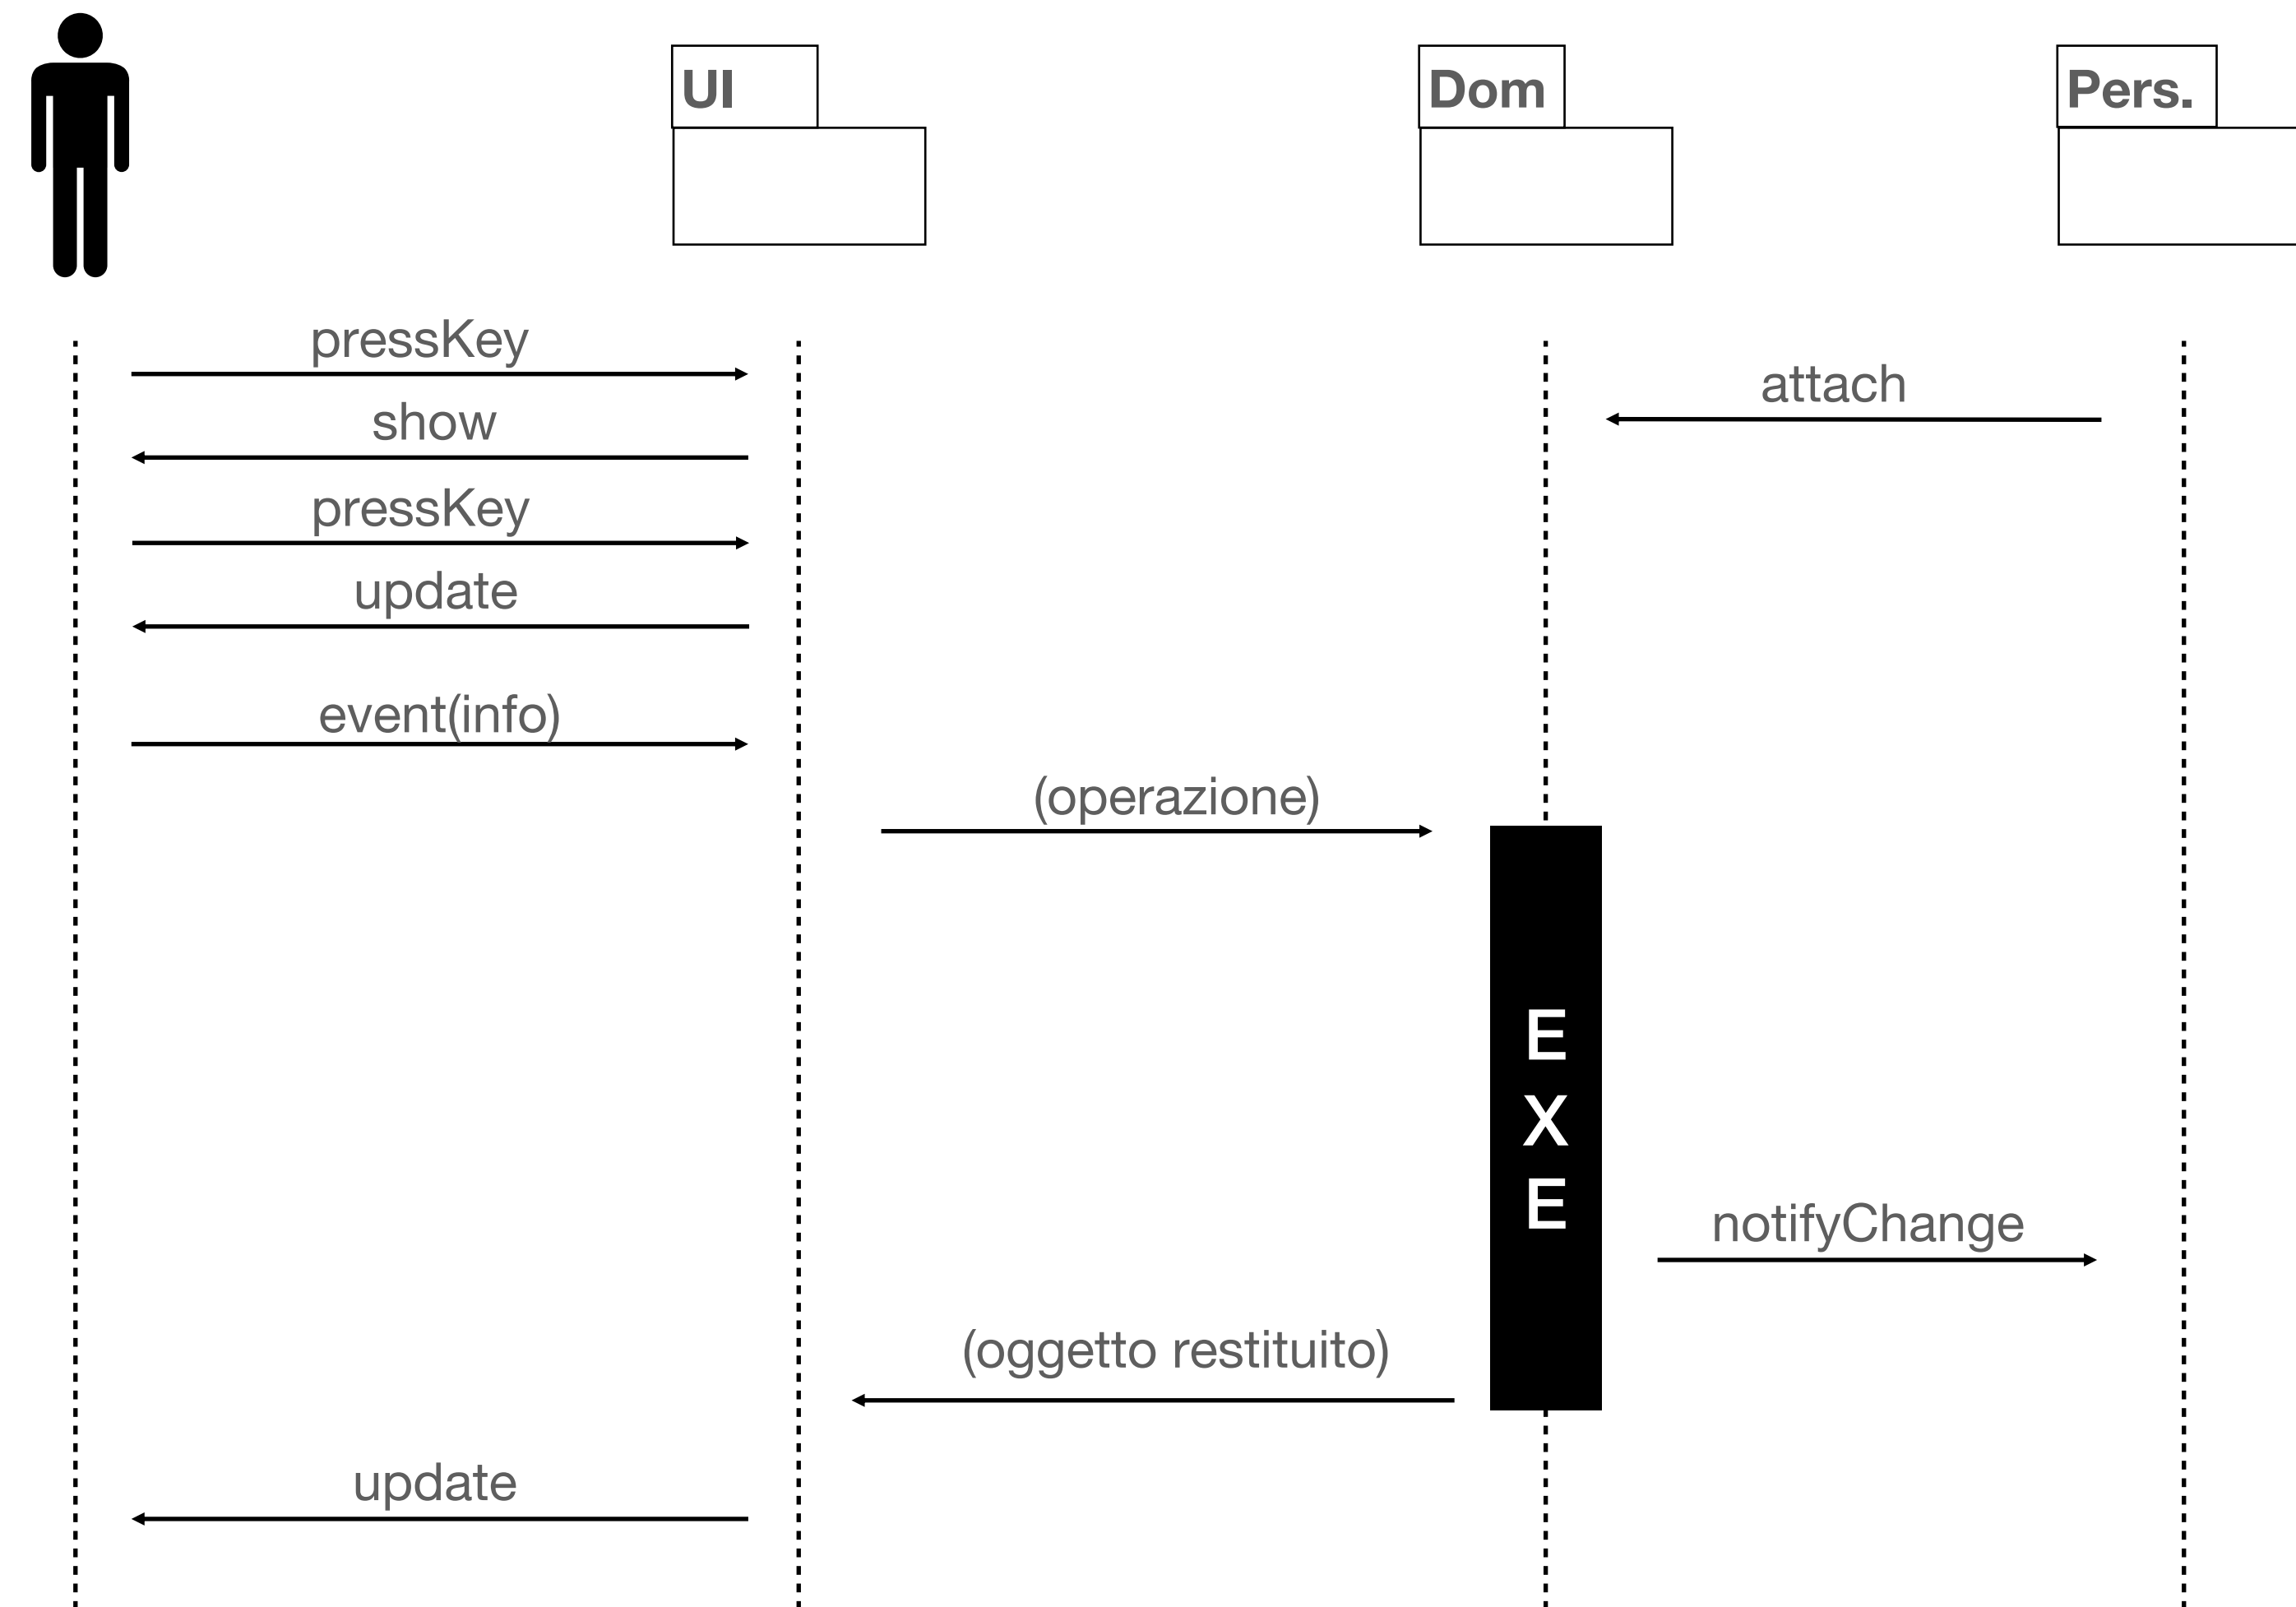 UI
Dom
Pers.
pressKey
attach
show
pressKey
update
event(info)
(operazione)
E
X
E
notifyChange
(oggetto restituito)
update